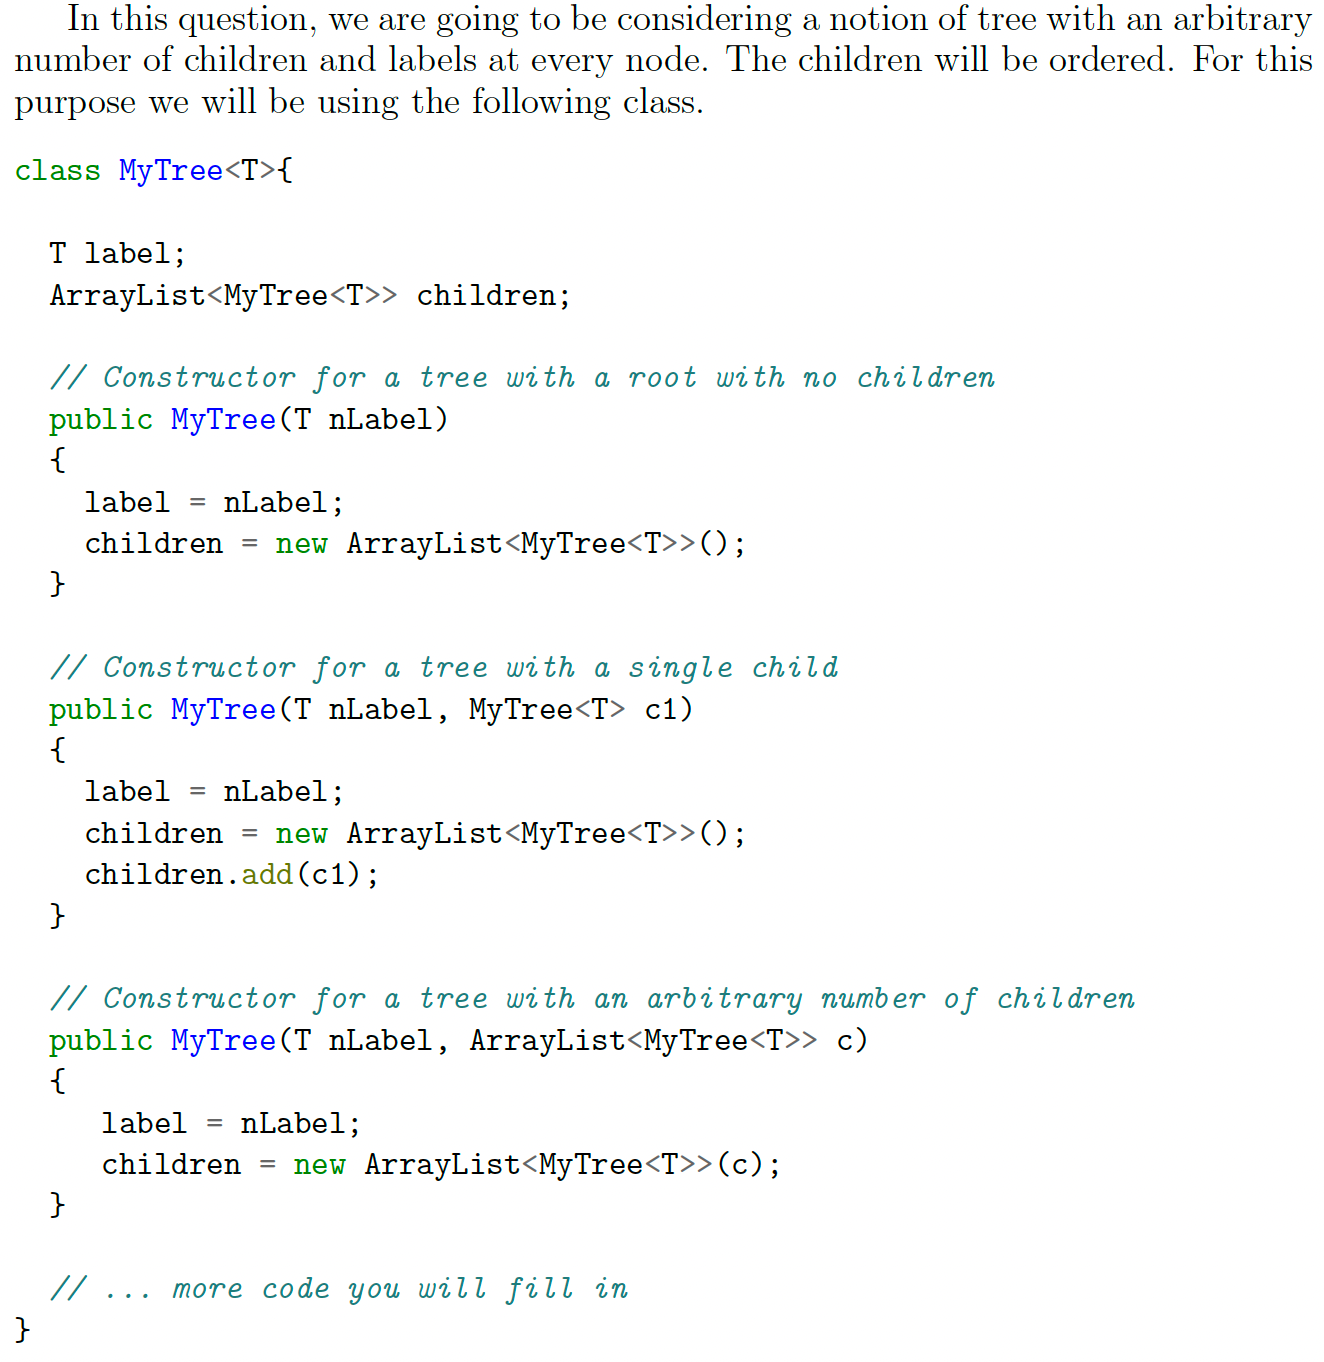 In this question, we are going to be considering a notion of tree with an arbitrary
number of children and labels at every node. The children will be ordered. For this
purpose we will be using the following class.
class MyTree<T>{
T label;
ArrayList<MyTree<T>> children;
// Constructor for a tree with a root with no children
public MyTree(T nLabel)
{
label = nLabel;
children = new ArrayList<MyTree<T>>();
}
// Constructor for a tree with a single child
public MyTree(T nLabel, MyTree<T> c1)
{
label = nLabel;
children = new ArrayList<MyTree<T>>();
children.add(c1);
}
// Constructor for a tree with an arbitrary number of children
public MyTree(T nLabel, ArrayList<MyTree<T>> c)
{
label = nLabel;
children = new ArrayList<MyTree<T>>(c);
}
// ... more code you will fill in
}